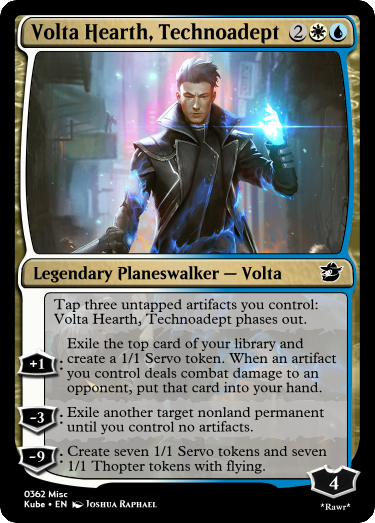 Volta Hearth, Technoadept 2
Legendary Planeswalker — Volta
Tap three untapped artifacts you control:
Volta Hearth, Technoadept phases out.
Exile the top card of your library and
create a 1/1 Servo token. When an artifact
+1: you control deals combat damage to an
opponent, put that card into your hand.
-3: Exile another target nonland permanent
until you control no artifacts.
-9: Create seven 1/1 Servo tokens and seven
1/1 Thopter tokens with flying.
4
0362 Misc
Kube • EN Joshua Raphael
*Rawr*